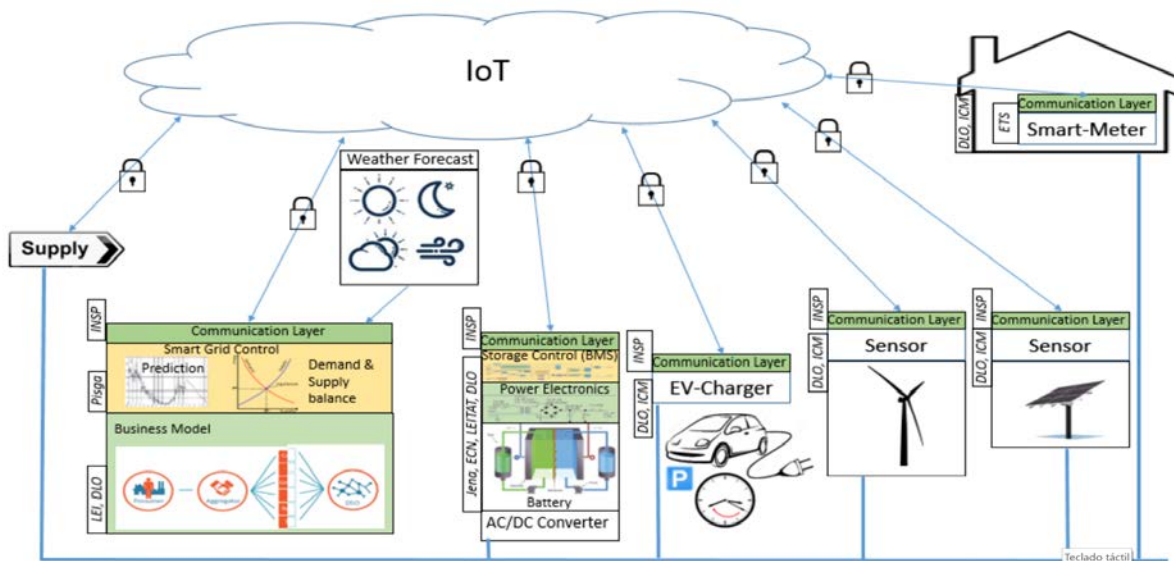 IoT
DLO, ICM
ETS
Communication Layer
Smart-Meter
Weather Forecast
Supply
INSP
Communication Layer
Smart Grid Control
Prediction
Demand &
Supply
balance
Pisga
Business Model
LEI, DLO
Prosumer
Aggregator
DSO
INSP
Communication Layer
Storage Control (BMS)
Power Electronics
Battery
AC/DC Converter
Jena, ECN, LEITAT, DLO
INSP
Communication Layer
EV-Charger
DLO, ICM
P
INSP
Communication Layer
Sensor
DLO, ICM
INSP
Communication Layer
Sensor
DLO, ICM
Teclado táctil